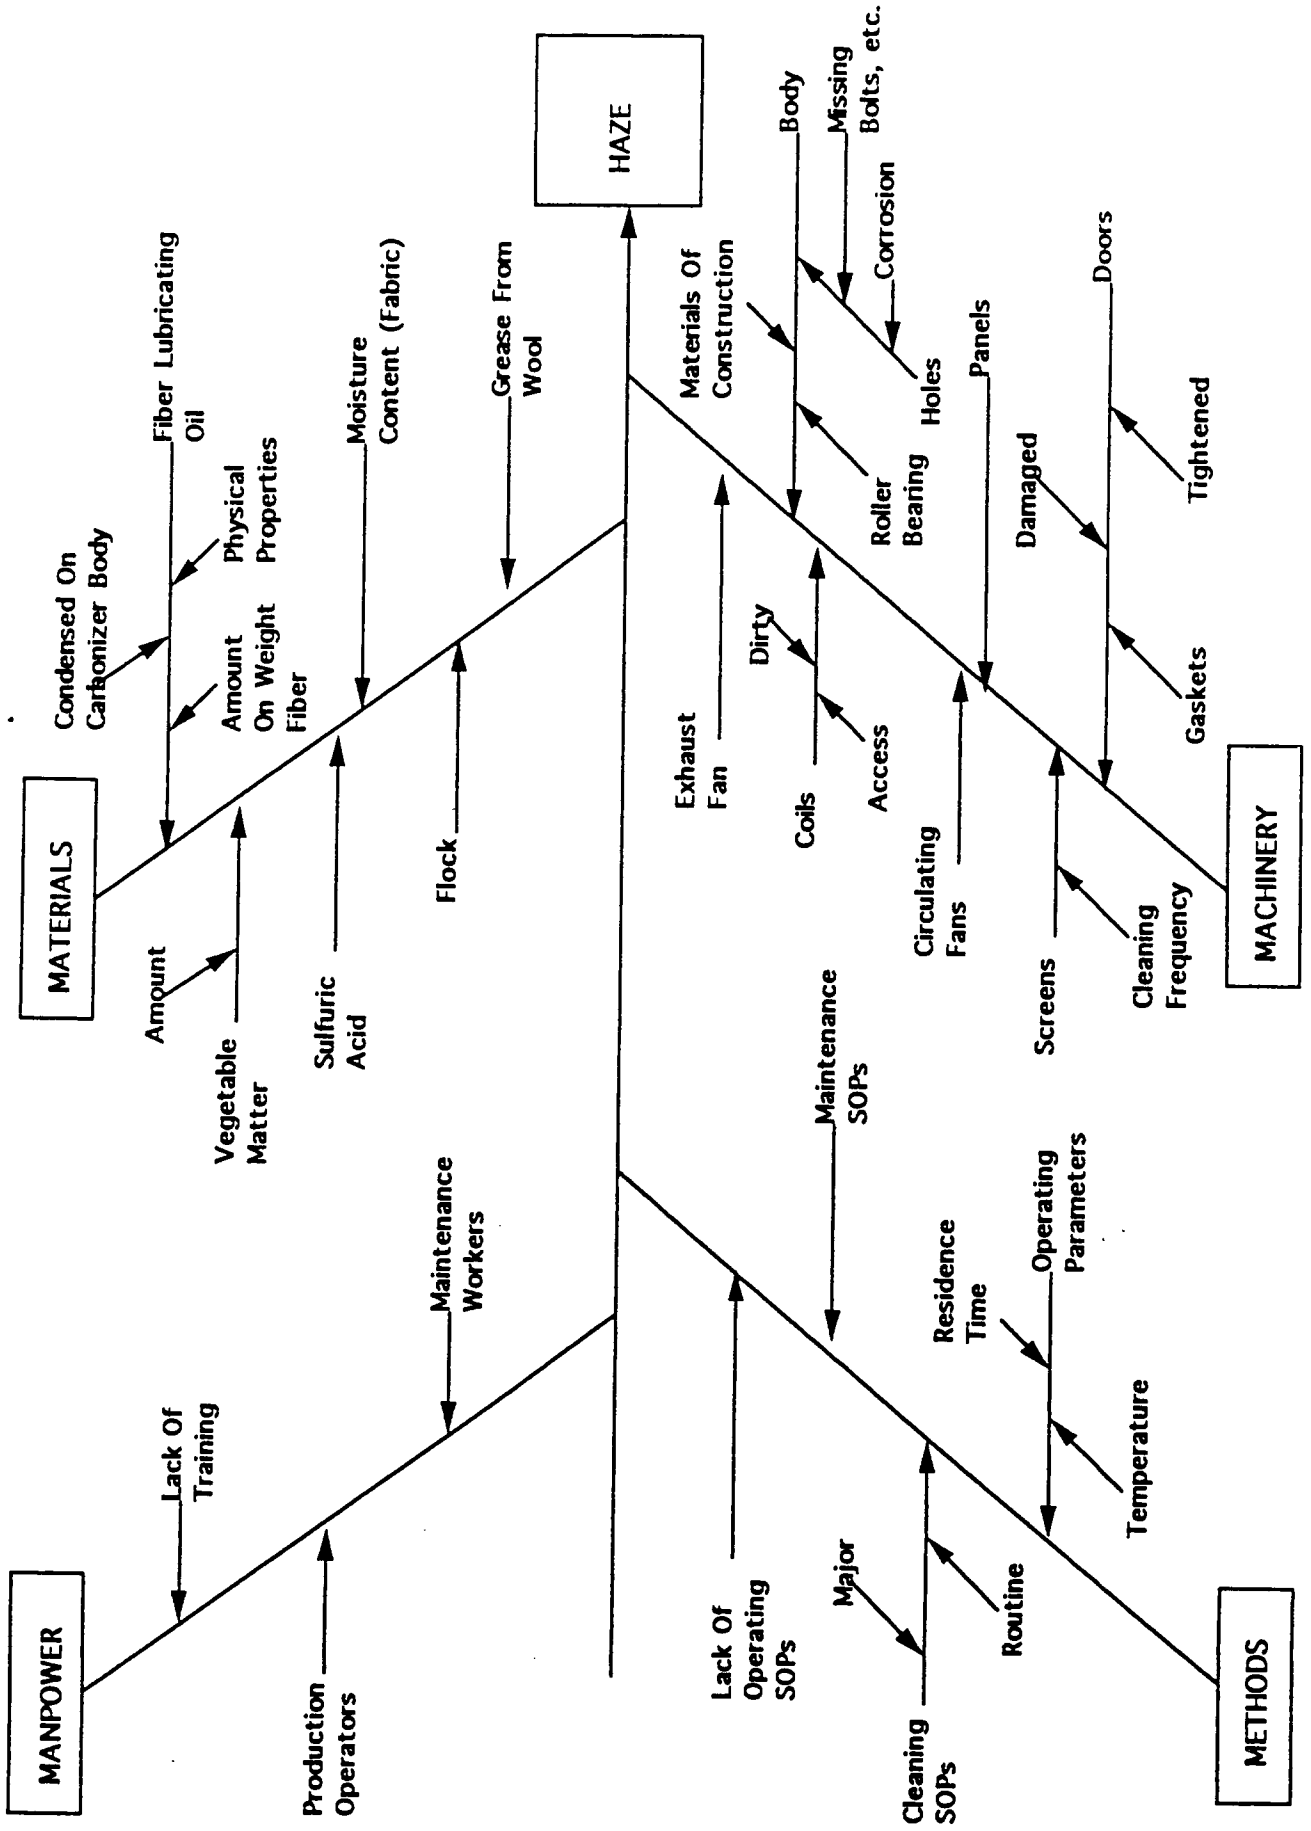 MANPOWER
Lack Of
Training
Production
Operators
Maintenance
Workers
MATERIALS
Condensed On
Carbonizer Body
Fiber Lubricating
Oil
Physical
Properties
Amount
On Weight
Fiber
Amount
Vegetable
Matter
Moisture
Content (Fabric)
Sulfuric
Acid
Flock
Grease From
Wool
HAZE
METHODS
Lack Of
Operating
SOPs
Maintenance
SOPs
Major
Cleaning
SOPs
Routine
Residence
Time
Operating
Parameters
Temperature
MACHINERY
Exhaust
Fan
Materials Of
Construction
Body
Missing
Bolts, etc.
Corrosion
Holes
Roller
Bearing
Dirty
Coils
Access
Circulating
Fans
Panels
Screens
Cleaning
Frequency
Damaged
Doors
Gaskets
Tightened